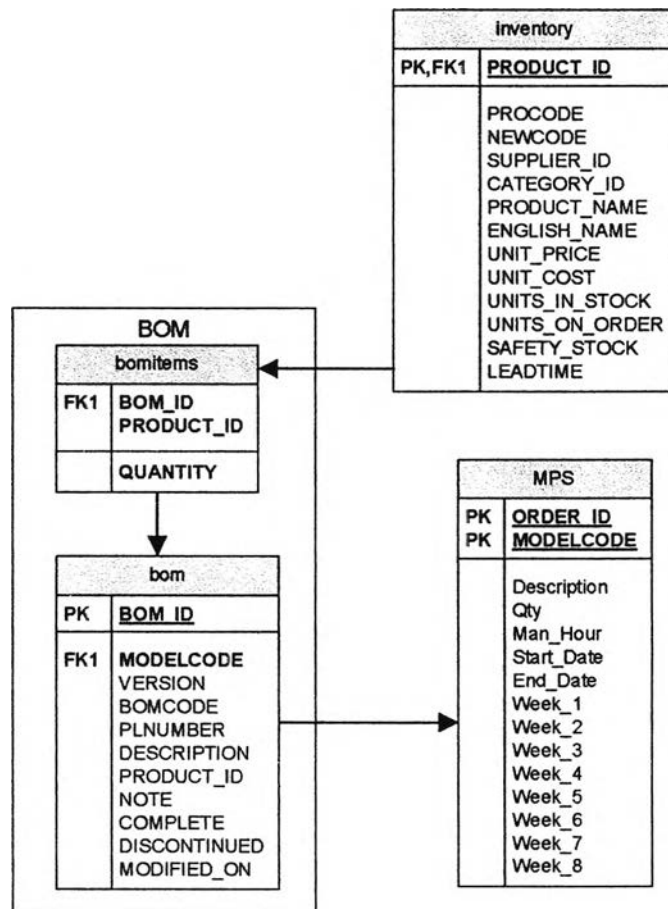 inventory
PK,FK1 PRODUCT_ID
PROCODE
NEWCODE
SUPPLIER_ID
CATEGORY_ID
PRODUCT_NAME
ENGLISH_NAME
UNIT_PRICE
UNIT_COST
UNITS_IN_STOCK
UNITS_ON_ORDER
SAFETY_STOCK
LEADTIME
BOM
bomitems
FK1 BOM_ID
PRODUCT_ID
QUANTITY
bom
PK BOM_ID
FK1 MODELCODE
VERSION
BOMCODE
PLNUMBER
DESCRIPTION
PRODUCT_ID
NOTE
COMPLETE
DISCONTINUED
MODIFIED_ON
MPS
PK ORDER_ID
PK MODELCODE
Description
Qty
Man_Hour
Start_Date
End_Date
Week_1
Week_2
Week_3
Week_4
Week_5
Week_6
Week_7
Week_8